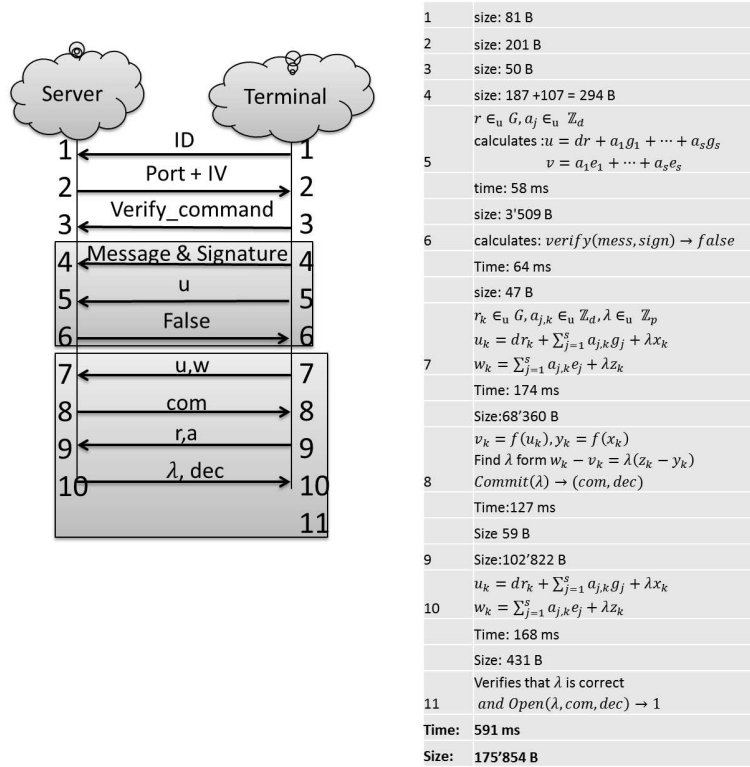 Server
Terminal
ID
1 1
Port + IV
2 2
Verify_command
3 3
Message & Signature
4 4
u
5 5
False
6 6
u,w
7 7
com
8 8
r,a
9 9
λ, dec
10 10
11
1 size: 81 B
2 size: 201 B
3 size: 50 B
4 size: 187 +107 = 294 B
r ∈u G, aj ∈u ℤd
calculates :u = dr + a1g1 + ⋯ + asgs
5 v = a1e1 + ⋯ + ases
time: 58 ms
size: 3'509 B
6 calculates: verify(mess, sign) → false
Time: 64 ms
size: 47 B
rk ∈u G, aj,k ∈u ℤd, λ ∈u ℤp
uk = drk + ∑sj=1 aj,kgj + λxk
7 wk = ∑sj=1 aj,kej + λzk
Time: 174 ms
Size:68’360 B
vk = f(uk), yk = f(xk)
Find λ form wk − vk = λ(zk − yk)
8 Commit(λ) → (com, dec)
Time:127 ms
Size 59 B
9 Size:102’822 B
uk = drk + ∑sj=1 aj,kgj + λxk
10 wk = ∑sj=1 aj,kej + λzk
Time: 168 ms
Size: 431 B
Verifies that λ is correct
11 and Open(λ, com, dec) → 1
Time: 591 ms
Size: 175’854 B